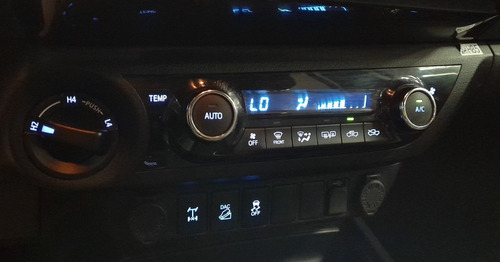 H4
PUSH
L4
H2
TEMP
AUTO
LO
A/C
OFF
FRONT
DAC
OFF